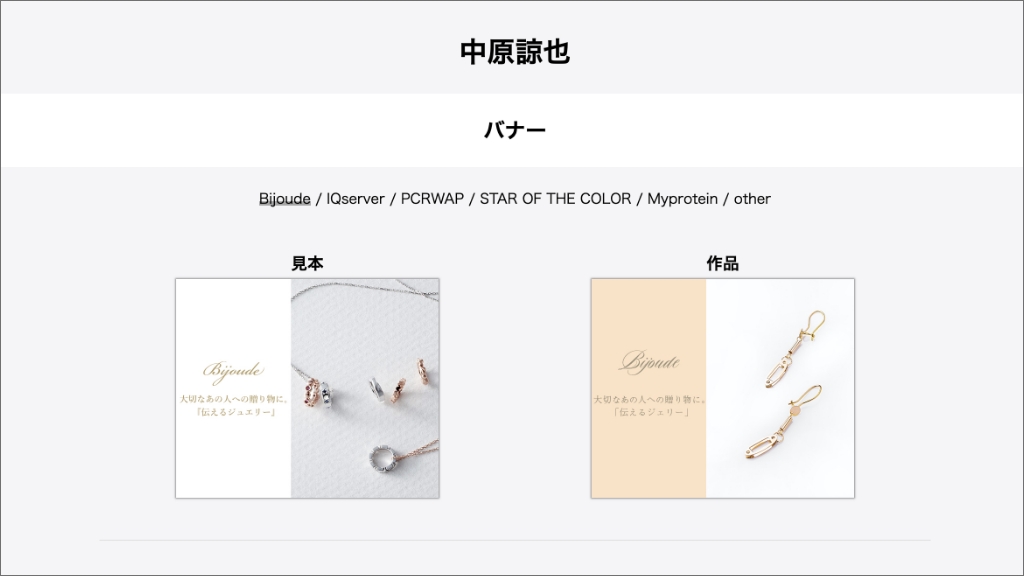 中原諒也
バナー
Bijoude / IQserver / PCRWAP / STAR OF THE COLOR / Myprotein / other
見本
作品
Bijoude
大切なあの人への贈り物に。
『伝えるジュエリー』
Bijoude
大切なあの人への贈り物に。
「伝えるジェリー」